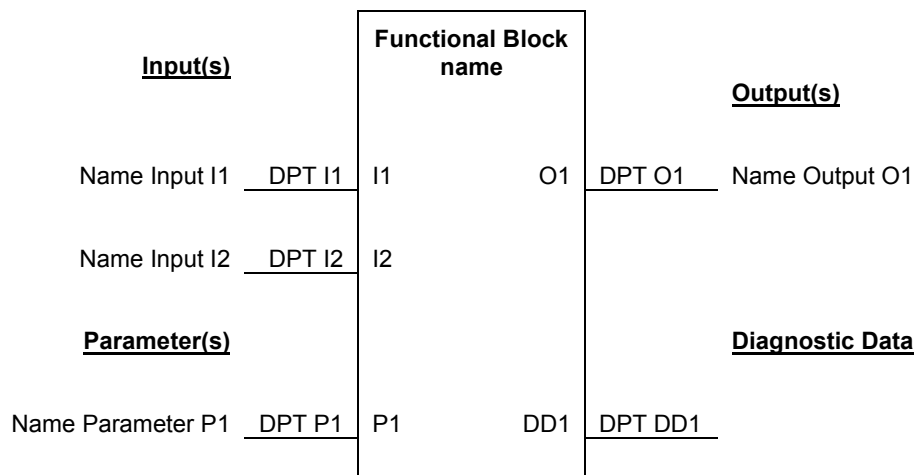 Functional Block
name
Input(s)
Output(s)
Name Input I1 DPT I1 I1 O1 DPT O1 Name Output O1
Name Input I2 DPT I2 I2
Parameter(s) Diagnostic Data
Name Parameter P1 DPT P1 P1 DD1 DPT DD1